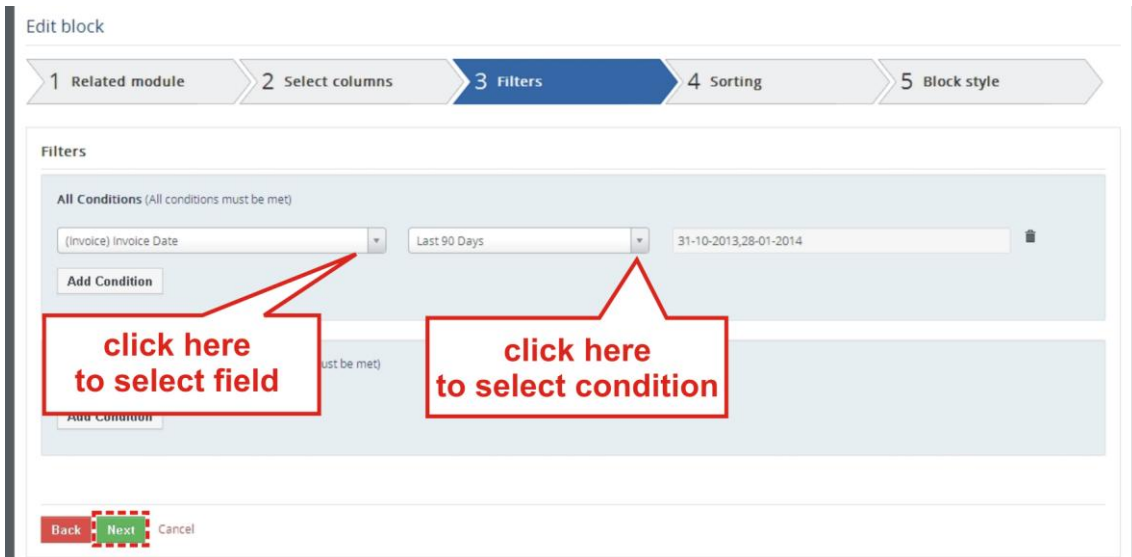 Edit block
1 Related module 2 Select columns 3 Filters 4 Sorting 5 Block style
Filters
All Conditions (All conditions must be met)
(Invoice) Invoice Date Last 90 Days 31-10-2013,28-01-2014
Add Condition
click here
to select field
click here
to select condition
ust be met)
Add Condition
Back Next Cancel